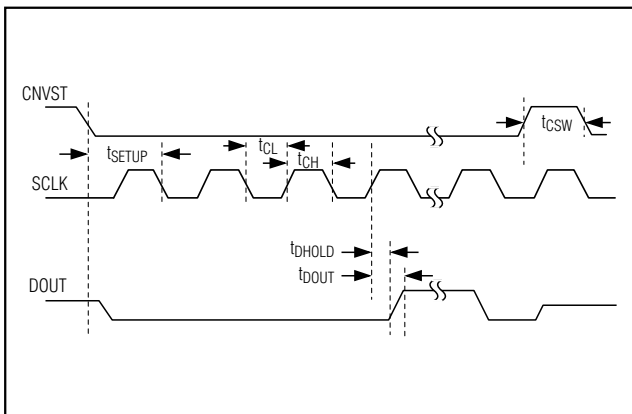 CNVST
tCSW
tSETUP
tCL
tCH
SCLK
tDHOLD
tDOUT
DOUT